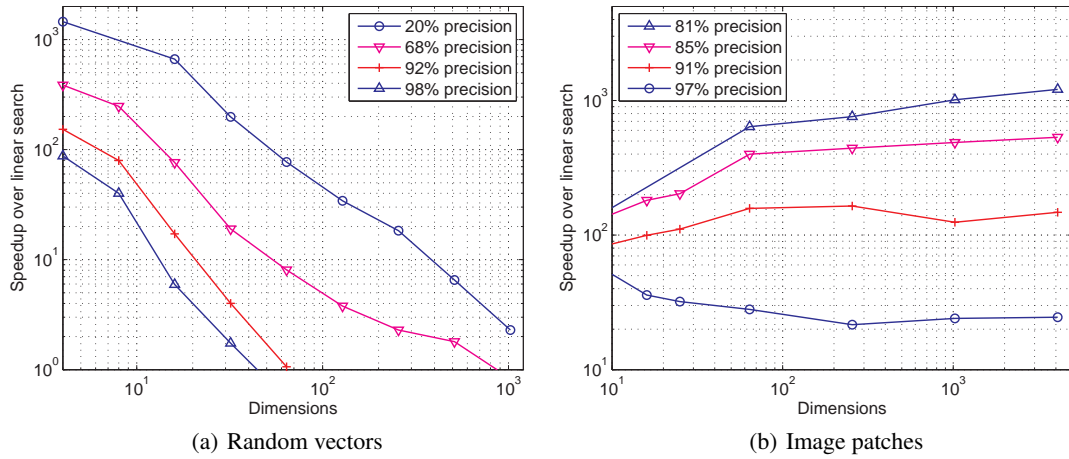 10^3
10^2
10^1
10^0
Speedup over linear search
20% precision
68% precision
92% precision
98% precision
10^1
10^2
10^3
Dimensions
(a) Random vectors
10^3
10^2
10^1
Speedup over linear search
81% precision
85% precision
91% precision
97% precision
10^1
10^2
10^3
Dimensions
(b) Image patches